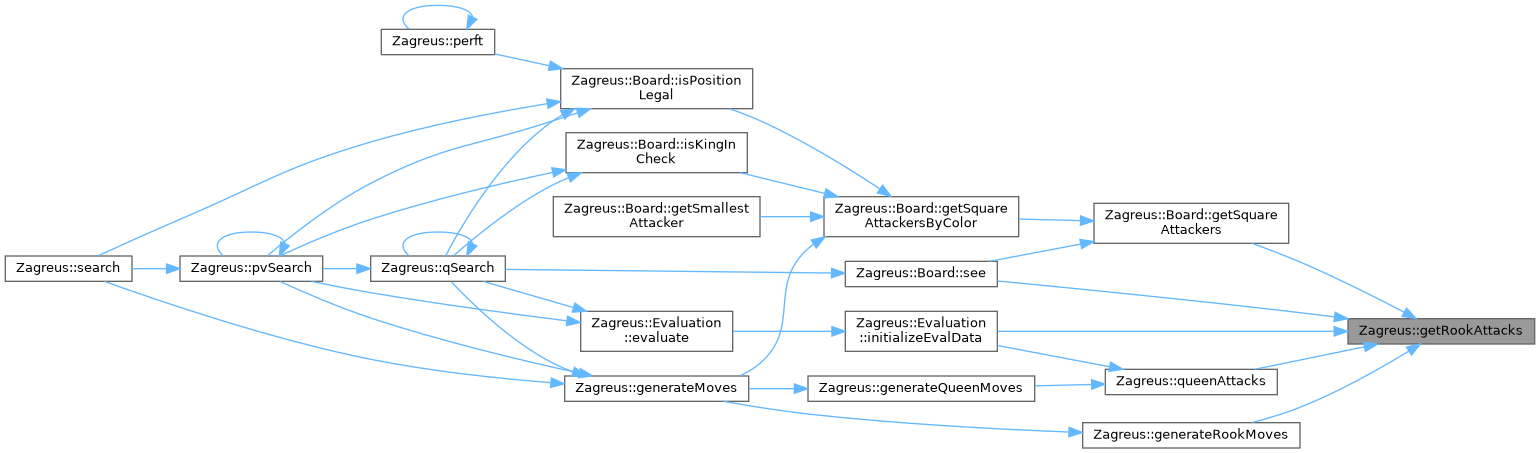 Zagreus::perft
Zagreus::Board::isPosition
Legal
Zagreus::Board::isKingIn
Check
Zagreus::Board::getSmallest
Attacker
Zagreus::Board::getSquare
AttackersByColor
Zagreus::Board::getSquare
Attackers
Zagreus::search
Zagreus::pvSearch
Zagreus::qSearch
Zagreus::Board::see
Zagreus::Evaluation
::evaluate
Zagreus::Evaluation
::initializeEvalData
Zagreus::getRookAttacks
Zagreus::generateMoves
Zagreus::generateQueenMoves
Zagreus::queenAttacks
Zagreus::generateRookMoves